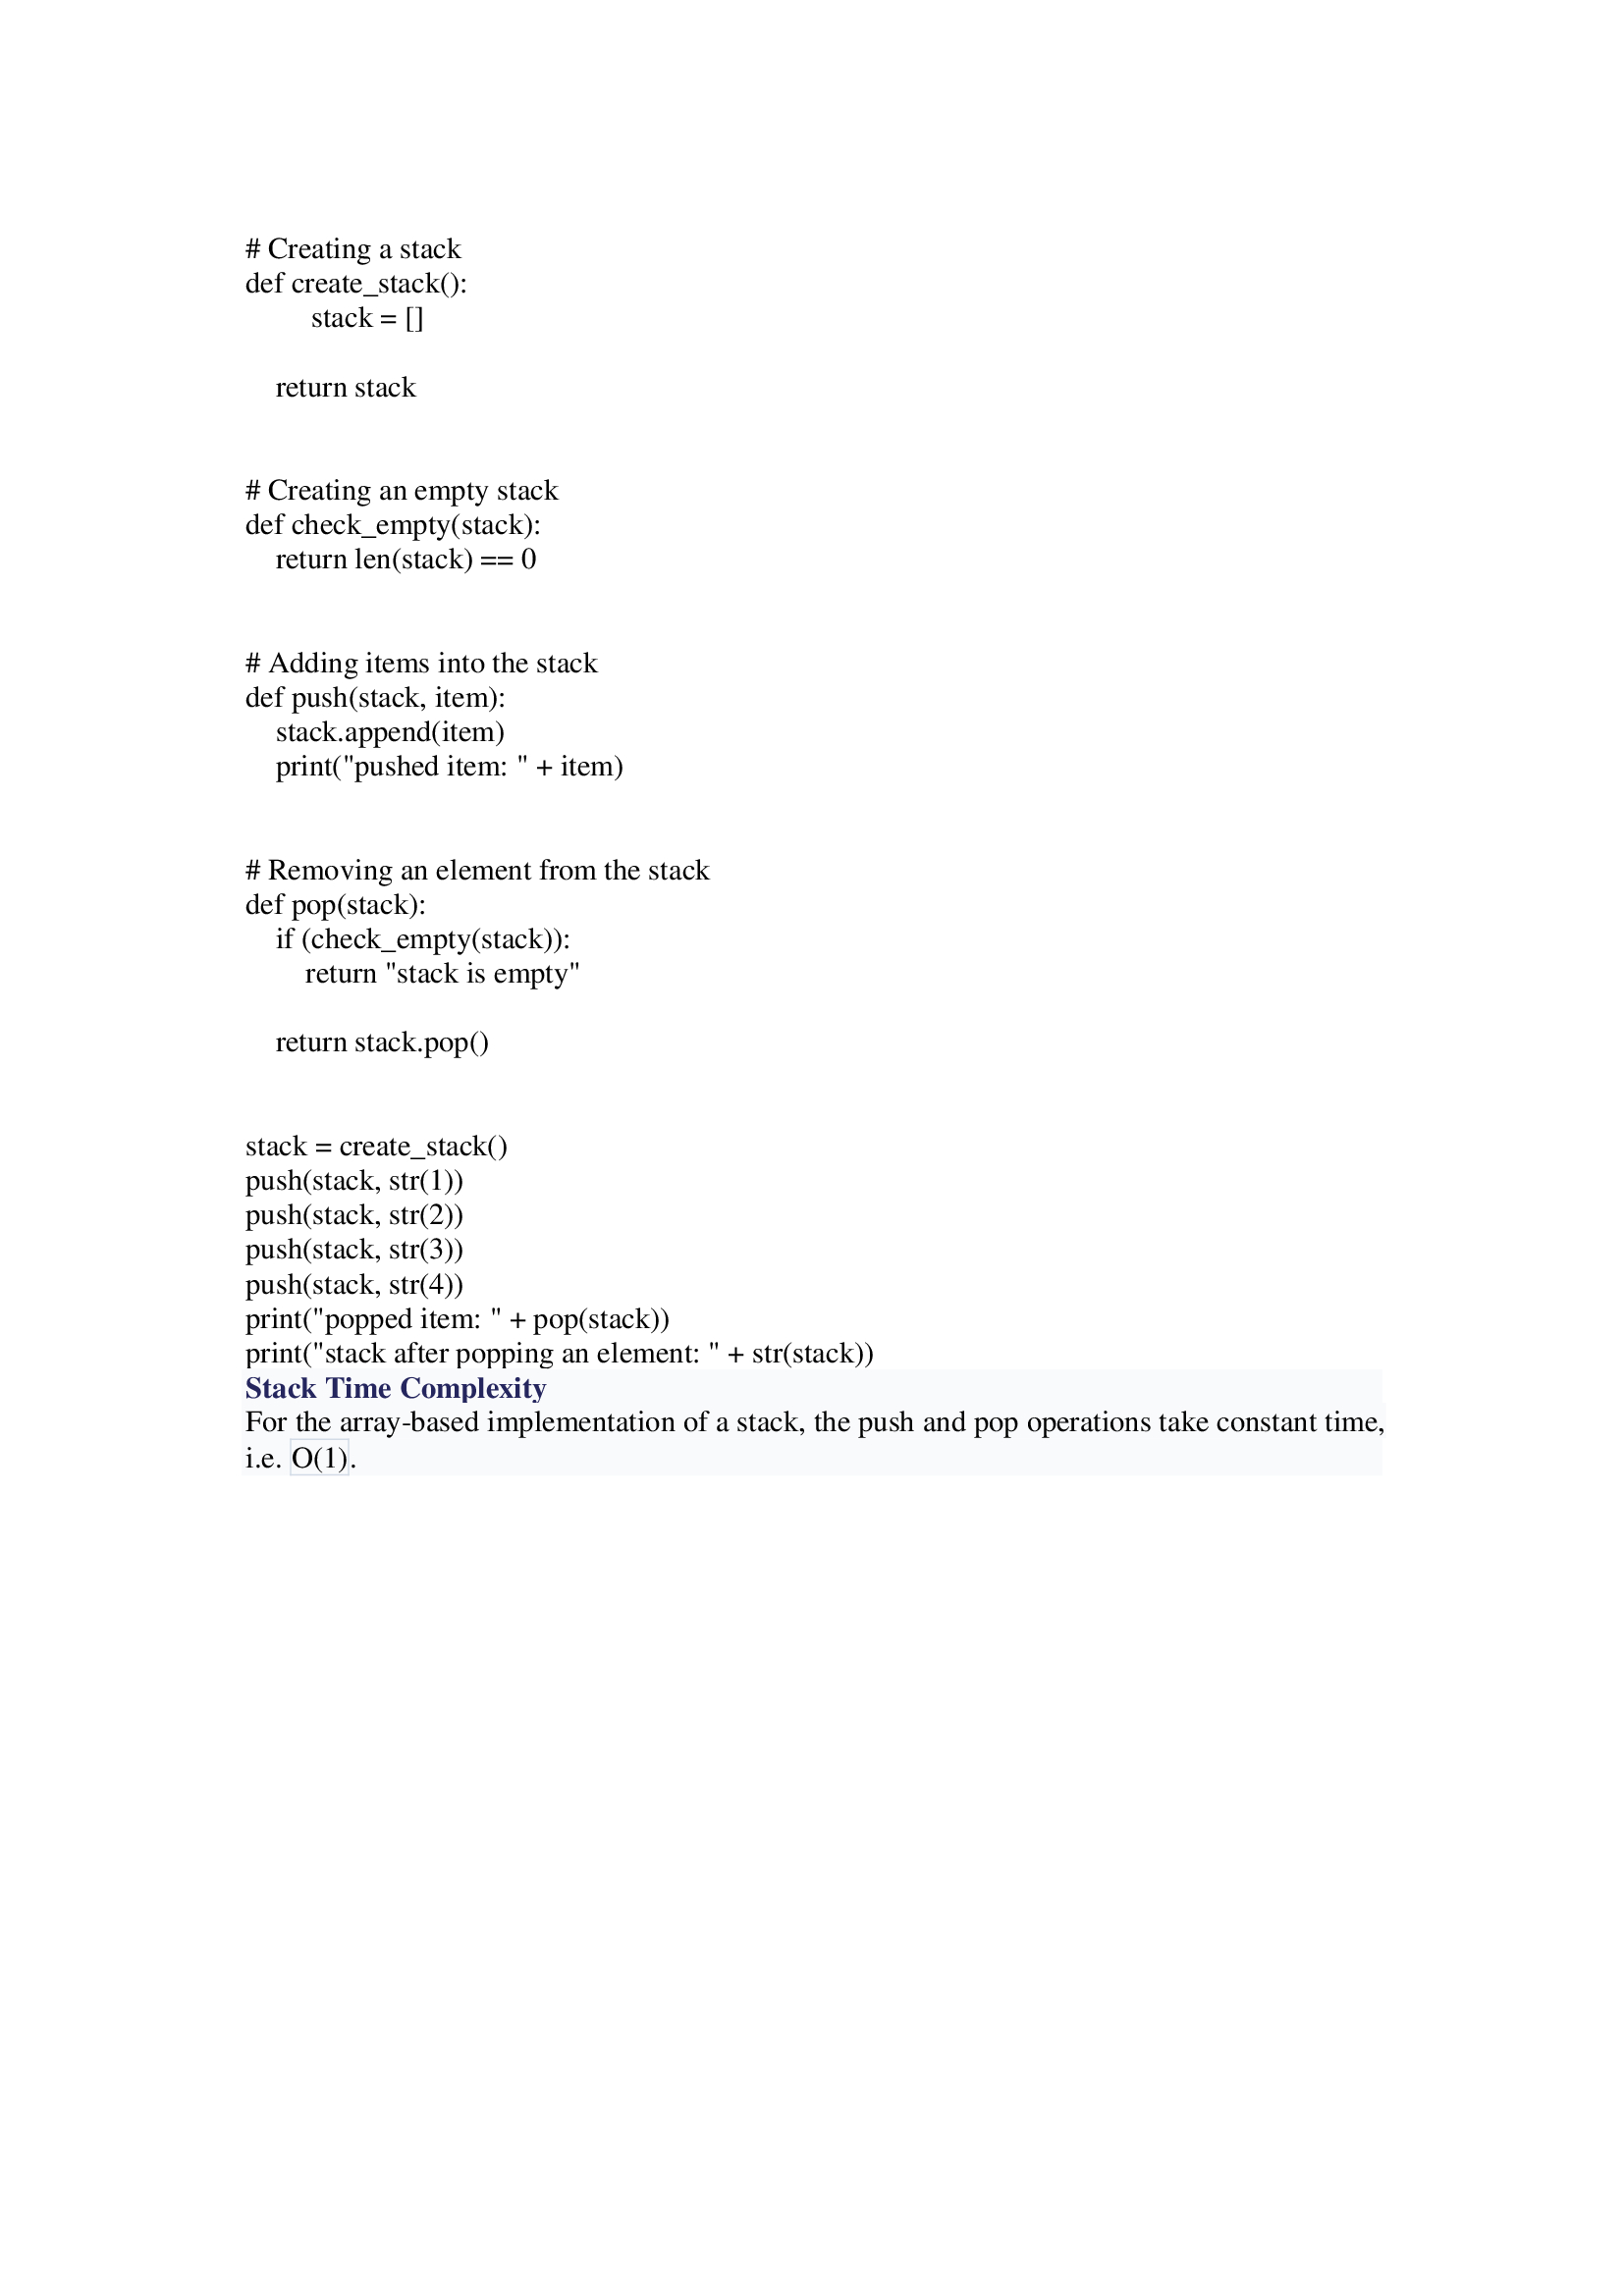 # Creating a stack
def create_stack():
         stack = []

    return stack


# Creating an empty stack
def check_empty(stack):
    return len(stack) == 0


# Adding items into the stack
def push(stack, item):
    stack.append(item)
    print("pushed item: " + item)


# Removing an element from the stack
def pop(stack):
    if (check_empty(stack)):
        return "stack is empty"

    return stack.pop()


stack = create_stack()
push(stack, str(1))
push(stack, str(2))
push(stack, str(3))
push(stack, str(4))
print("popped item: " + pop(stack))
print("stack after popping an element: " + str(stack))
Stack Time Complexity
For the array-based implementation of a stack, the push and pop operations take constant time,
i.e. O(1).